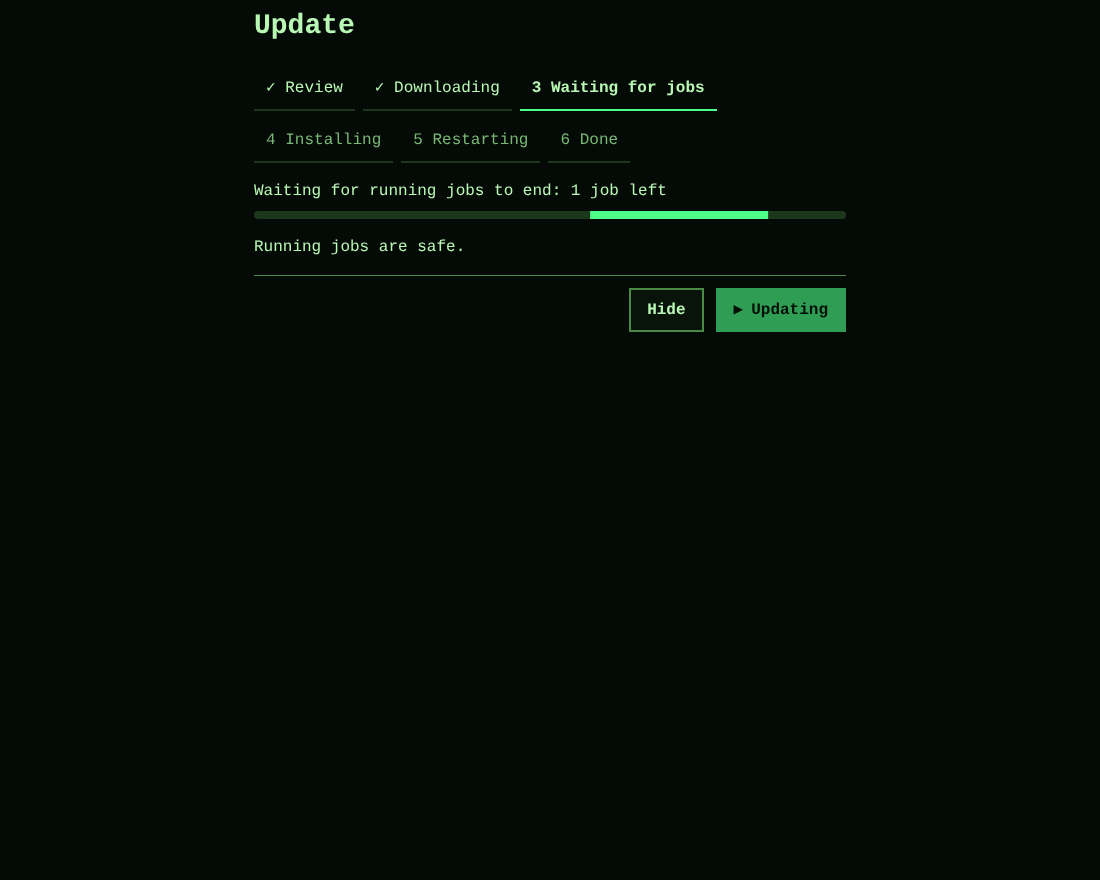 Update
✓ Review ✓ Downloading 3 Waiting for jobs
4 Installing 5 Restarting 6 Done
Waiting for running jobs to end: 1 job left
Running jobs are safe.
Hide ▶ Updating